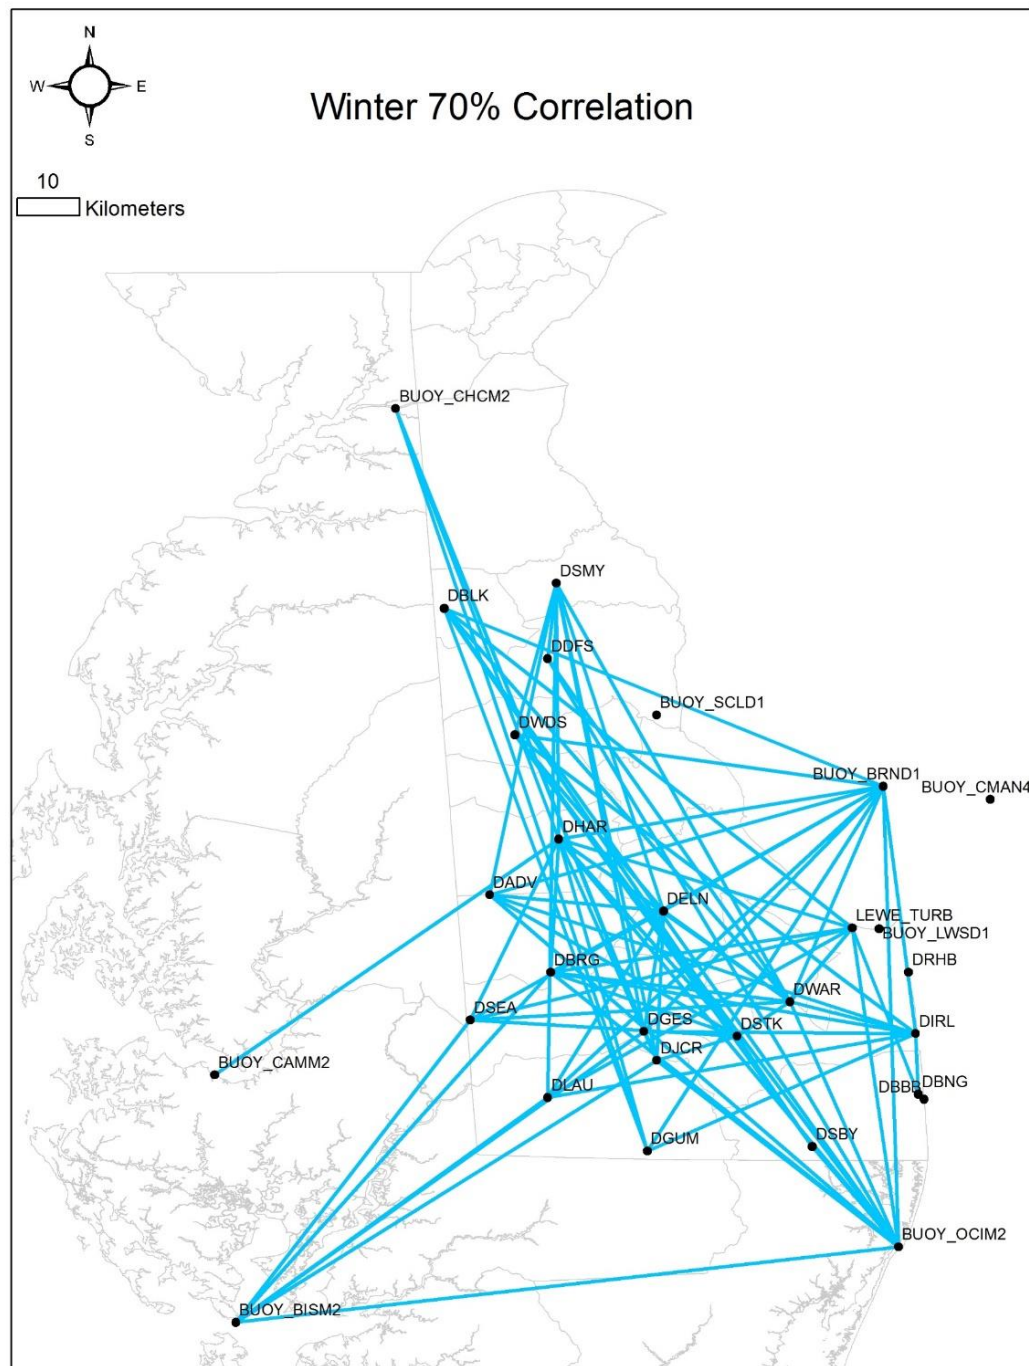 N
W E
S
Winter 70% Correlation
10
Kilometers
BUOY_CHCM2
DSMY
DBLK
DDFS
BUOY_SCLD1
DWDS
BUOY_BRND1
BUOY_CMAN4
DHAR
DADV
DELN
LEWE_TURB
BUOY_LWSD1
DBRG
DRHB
DWAR
DSEA
DGES
DSTK
DIRL
DJCR
BUOY_CAMM2
DLAU
DBBB
DBNG
DGUM
DSBY
BUOY_OCIM2
BUOY_BISM2